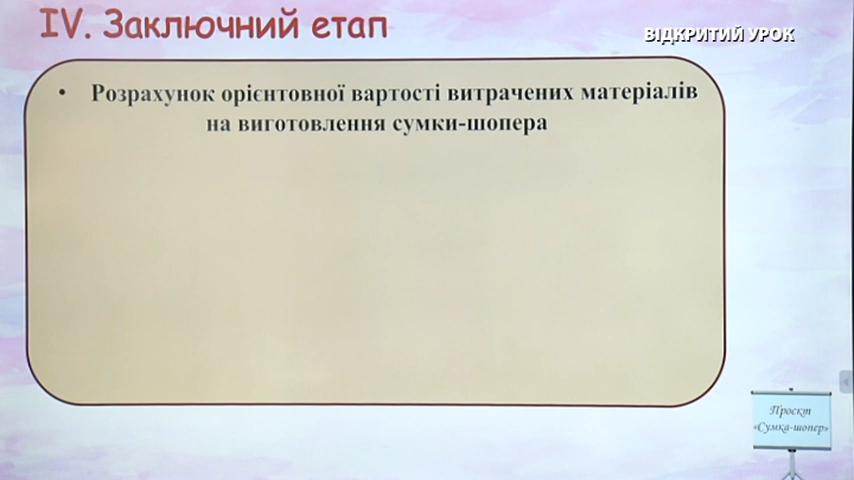 IV. Заключний етап
ВІДКРИТИЙ УРОК
• Розрахунок орієнтовної вартості витрачених матеріалів
на виготовлення сумки-шопера
Проєкт
«Сумка-шопер»